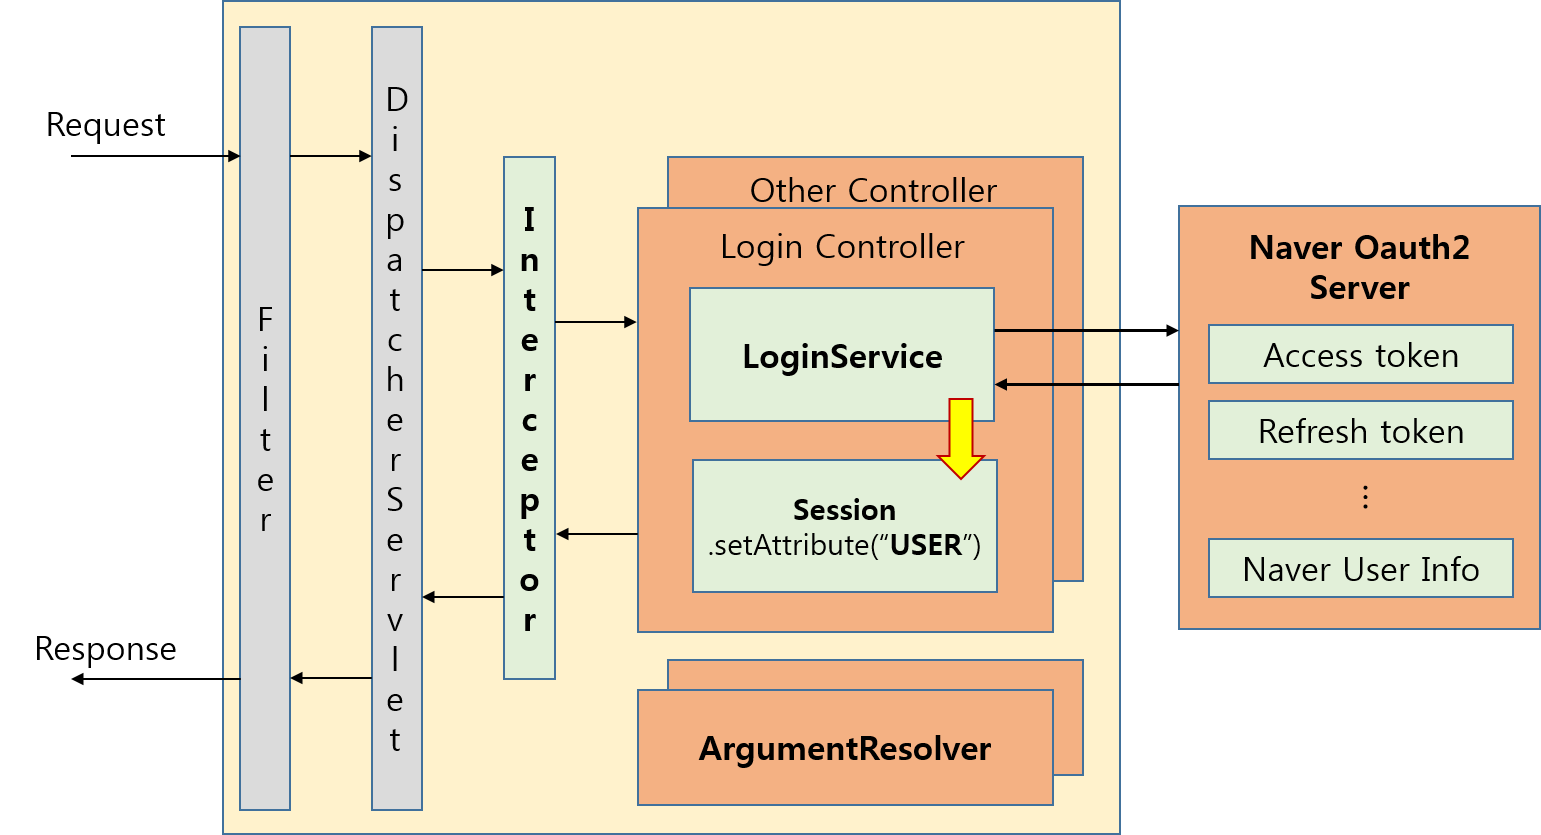 Request
Response
Filter
DispatcherServlet
Interceptor
Other Controller
Login Controller
LoginService
Session
.setAttribute(“USER”)
ArgumentResolver
Naver Oauth2
Server
Access token
Refresh token
⋮
Naver User Info